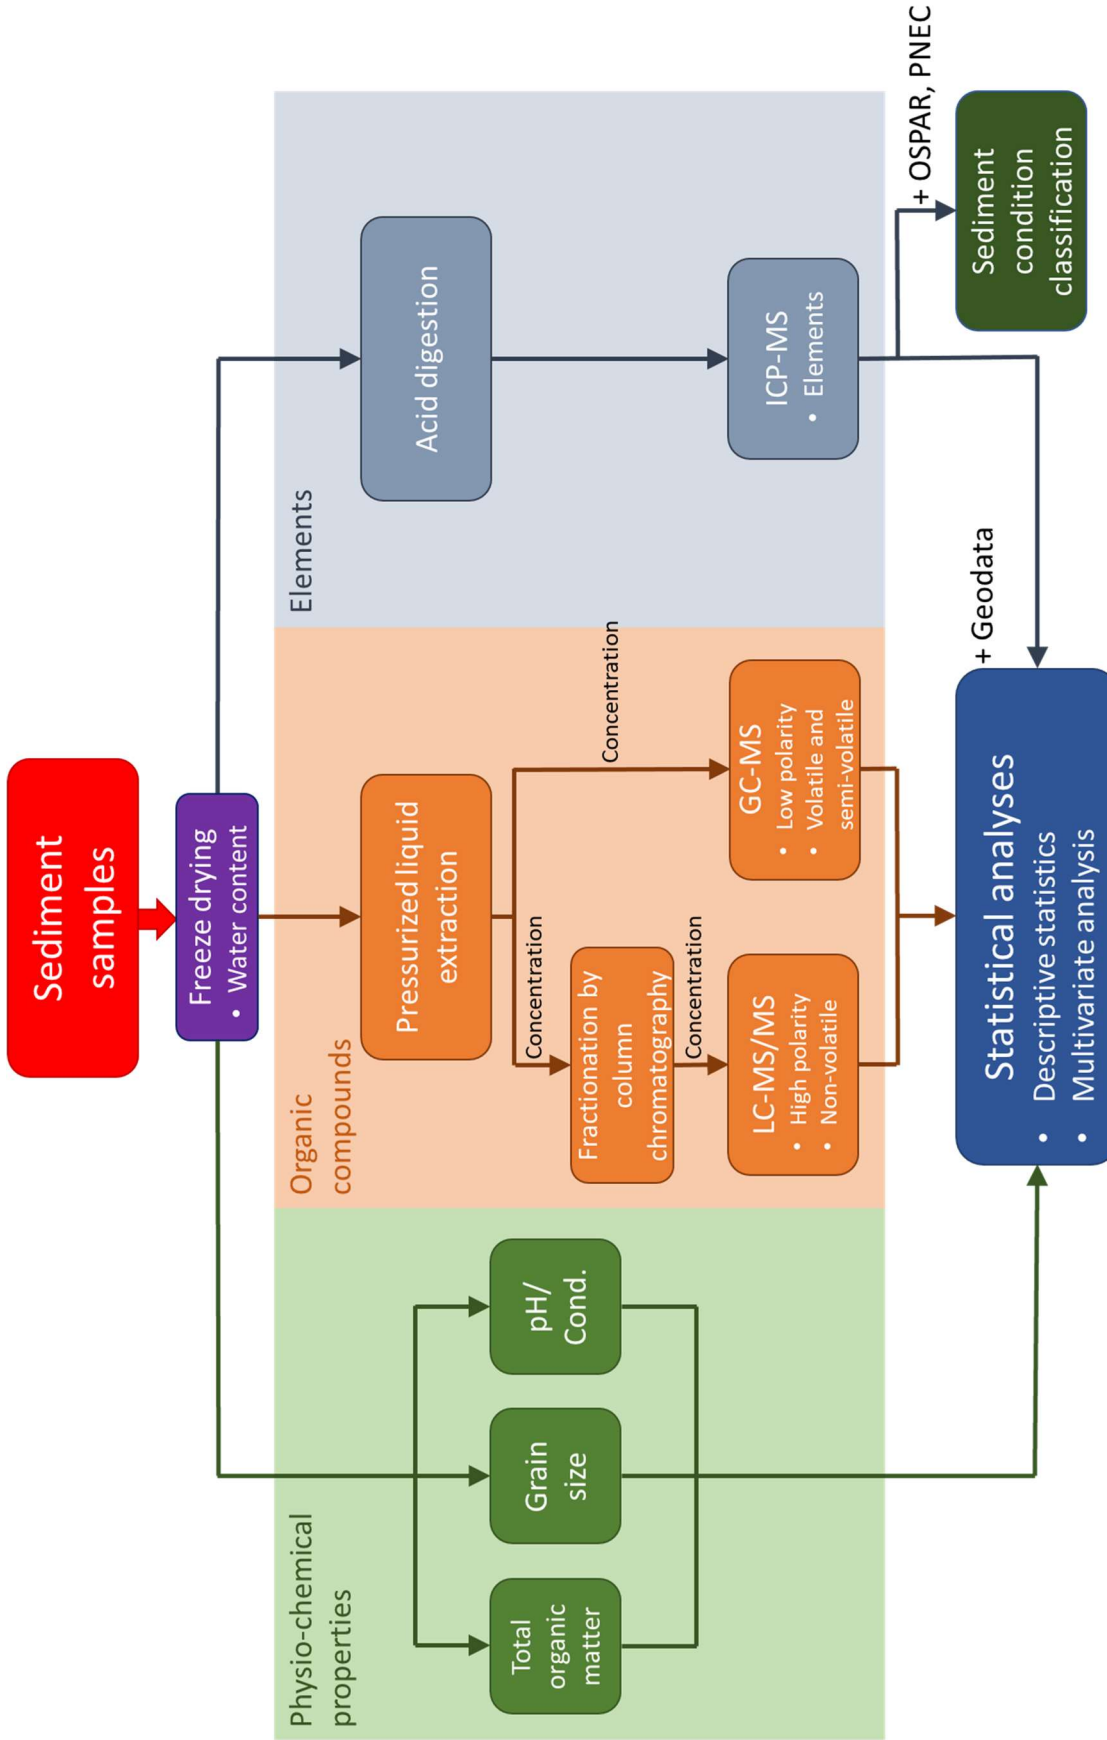 Sediment
samples
Freeze drying
• Water content
Physio-chemical
properties
Total
organic
matter
Grain
size
pH/
Cond.
Organic
compounds
Pressurized liquid
extraction
Concentration
Concentration
Fractionation by
column
chromatography
Concentration
LC-MS/MS
• High polarity
• Non-volatile
GC-MS
• Low polarity
• Volatile and
semi-volatile
Elements
Acid digestion
ICP-MS
• Elements
+ OSPAR, PNEC
Sediment
condition
classification
+ Geodata
Statistical analyses
• Descriptive statistics
• Multivariate analysis